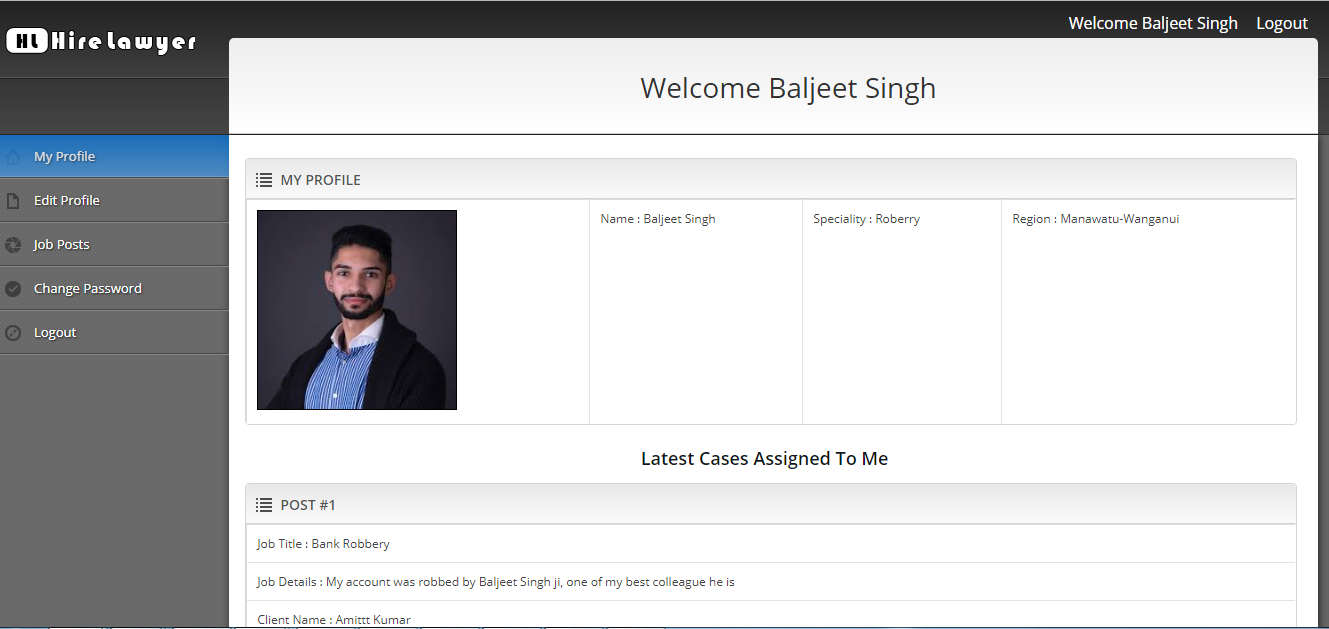 Welcome Baljeet Singh Logout
HL HireLawyer
Welcome Baljeet Singh
My Profile
Edit Profile
Job Posts
Change Password
Logout
MY PROFILE
Name : Baljeet Singh
Speciality : Roberry
Region : Manawatu-Wanganui
Latest Cases Assigned To Me
POST #1
Job Title : Bank Robbery
Job Details : My account was robbed by Baljeet Singh ji, one of my best colleague he is
Client Name : Amittt Kumar